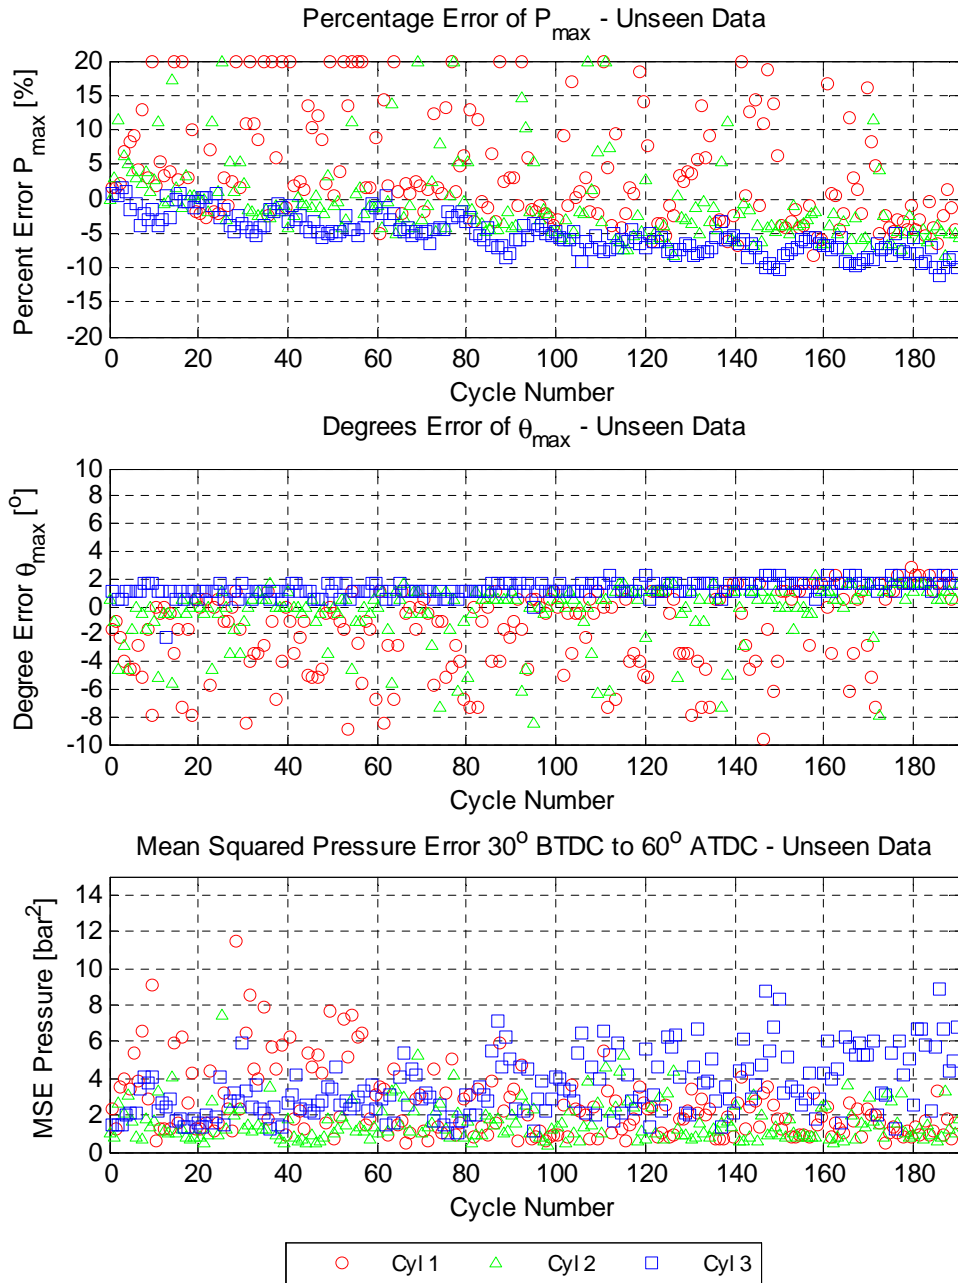 Percentage Error of P_max - Unseen Data
Percent Error P_max [%]
20
15
10
5
0
-5
-10
-15
-20
0 20 40 60 80 100 120 140 160 180
Cycle Number
Degrees Error of θ_max - Unseen Data
Degree Error θ_max [o]
10
8
6
4
2
0
-2
-4
-6
-8
-10
0 20 40 60 80 100 120 140 160 180
Cycle Number
Mean Squared Pressure Error 30° BTDC to 60° ATDC - Unseen Data
MSE Pressure [bar²]
14
12
10
8
6
4
2
0
0 20 40 60 80 100 120 140 160 180
Cycle Number
Cyl 1 Cyl 2 Cyl 3